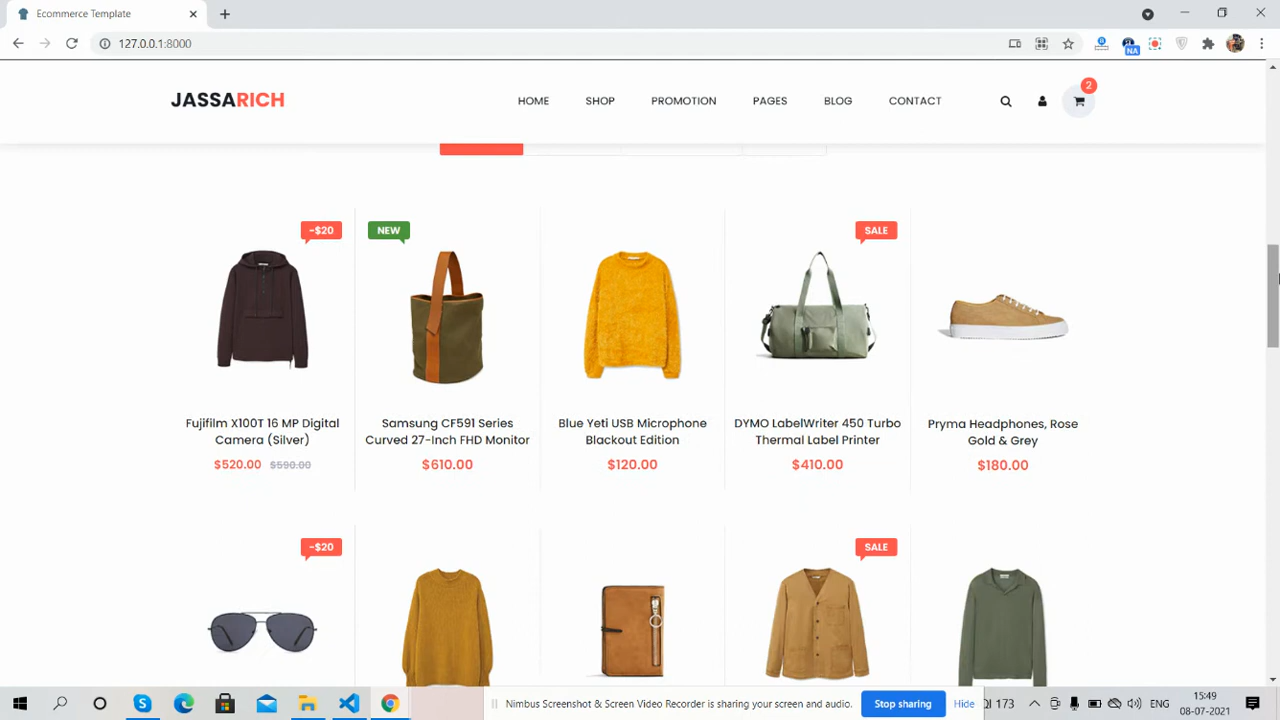 Ecommerce Template
127.0.0.1:8000
NA
JASSARICH
HOME SHOP PROMOTION PAGES BLOG CONTACT
2
-$20
NEW
SALE
Fujifilm X100T 16 MP Digital
Camera (Silver)
$520.00 $590.00
Samsung CF591 Series
Curved 27-Inch FHD Monitor
$610.00
Blue Yeti USB Microphone
Blackout Edition
$120.00
DYMO LabelWriter 450 Turbo
Thermal Label Printer
$410.00
Pryma Headphones, Rose
Gold & Grey
$180.00
-$20
SALE
Nimbus Screenshot & Screen Video Recorder is sharing your screen and audio.
Stop sharing
Hide
QI 173
ENG
15:49
08-07-2021